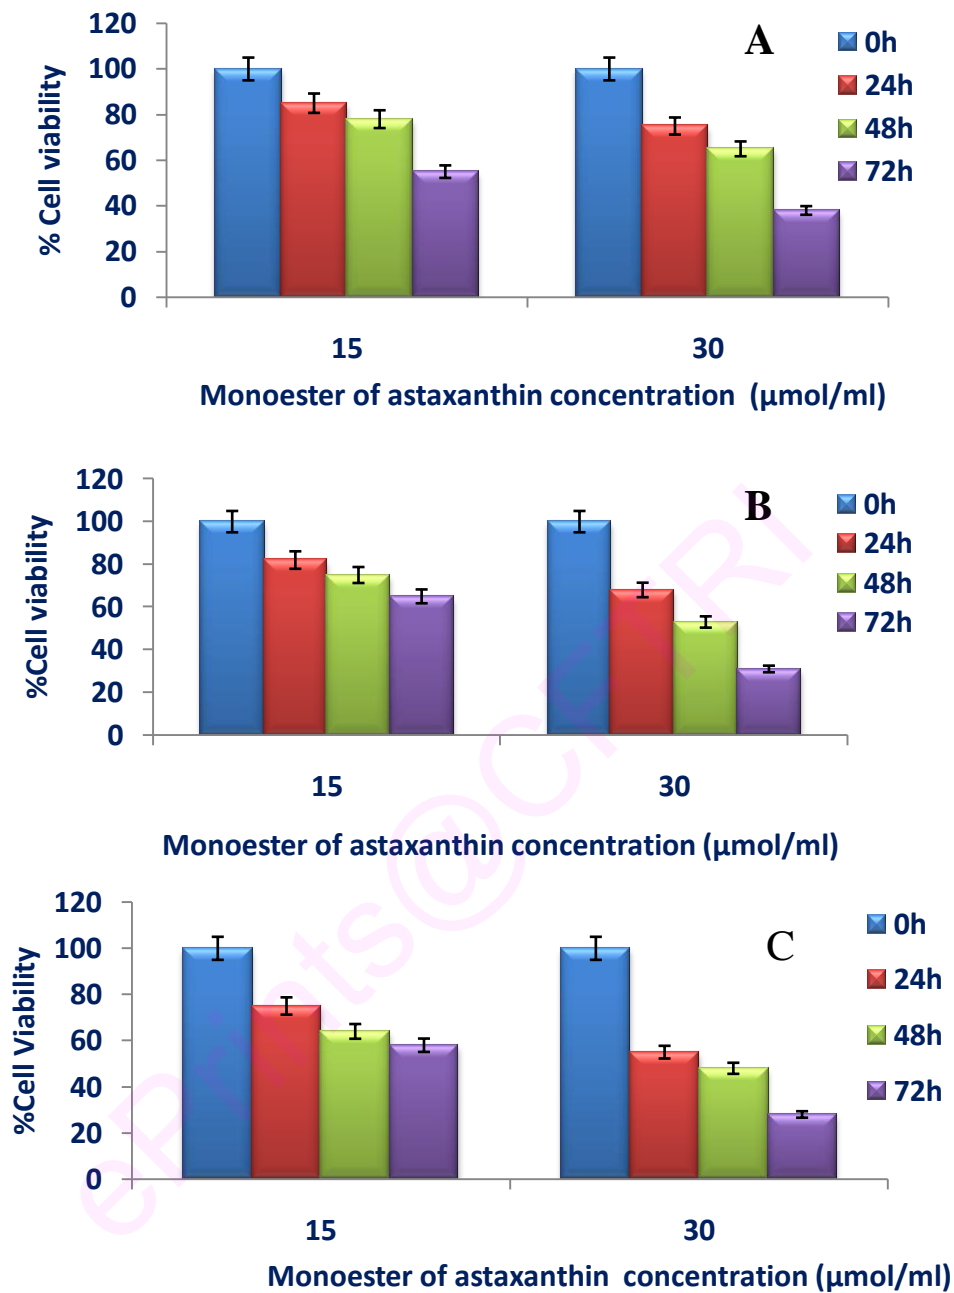 120
100
80
60
40
20
0
% Cell viability
A
0h
24h
48h
72h
15
30
Monoester of astaxanthin concentration (µmol/ml)
120
100
80
60
40
20
0
%Cell viability
B
0h
24h
48h
72h
15
30
Monoester of astaxanthin concentration (µmol/ml)
120
100
80
60
40
20
0
%Cell Viability
C
0h
24h
48h
72h
15
30
Monoester of astaxanthin concentration (µmol/ml)
ePrints@CFTRI